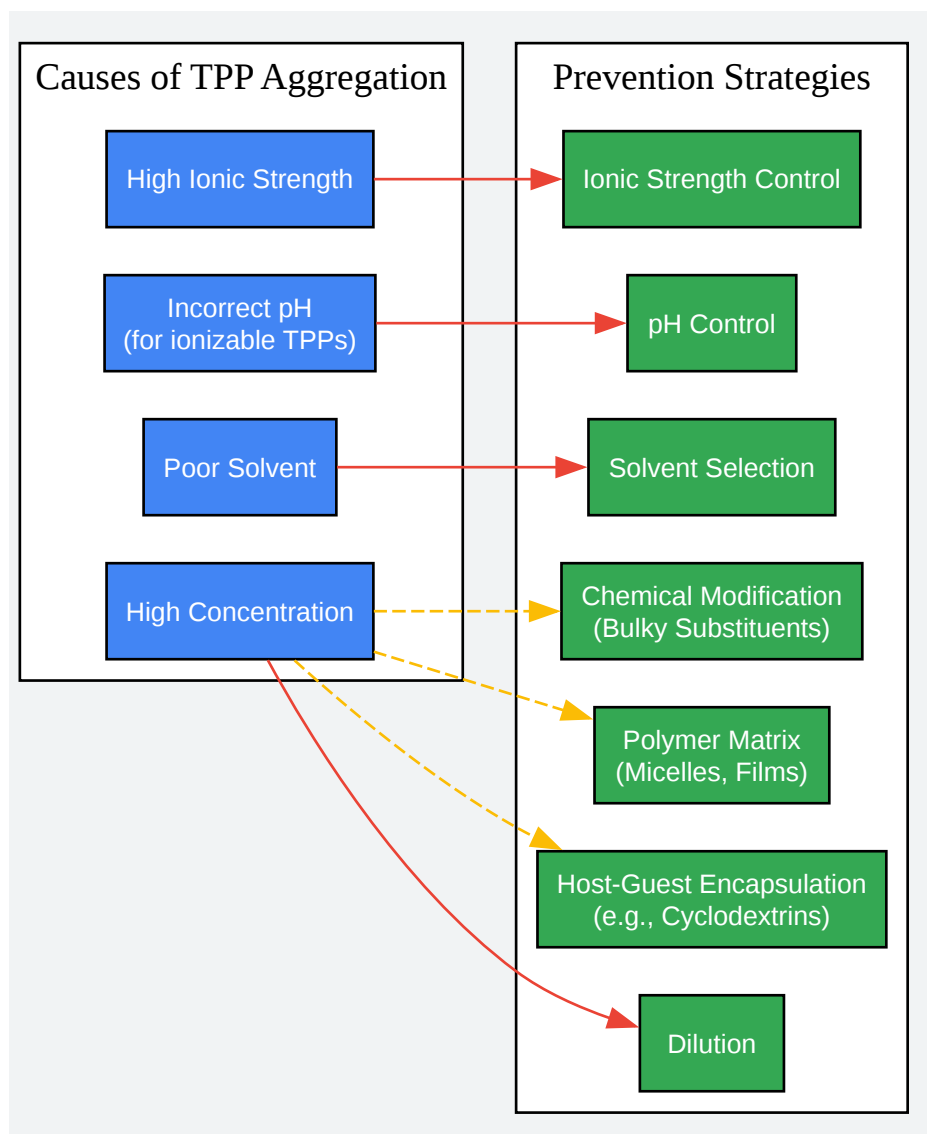 Causes of TPP Aggregation
High Ionic Strength
Incorrect pH
(for ionizable TPPs)
Poor Solvent
High Concentration
Prevention Strategies
Ionic Strength Control
pH Control
Solvent Selection
Chemical Modification
(Bulky Substituents)
Polymer Matrix
(Micelles, Films)
Host-Guest Encapsulation
(e.g., Cyclodextrins)
Dilution